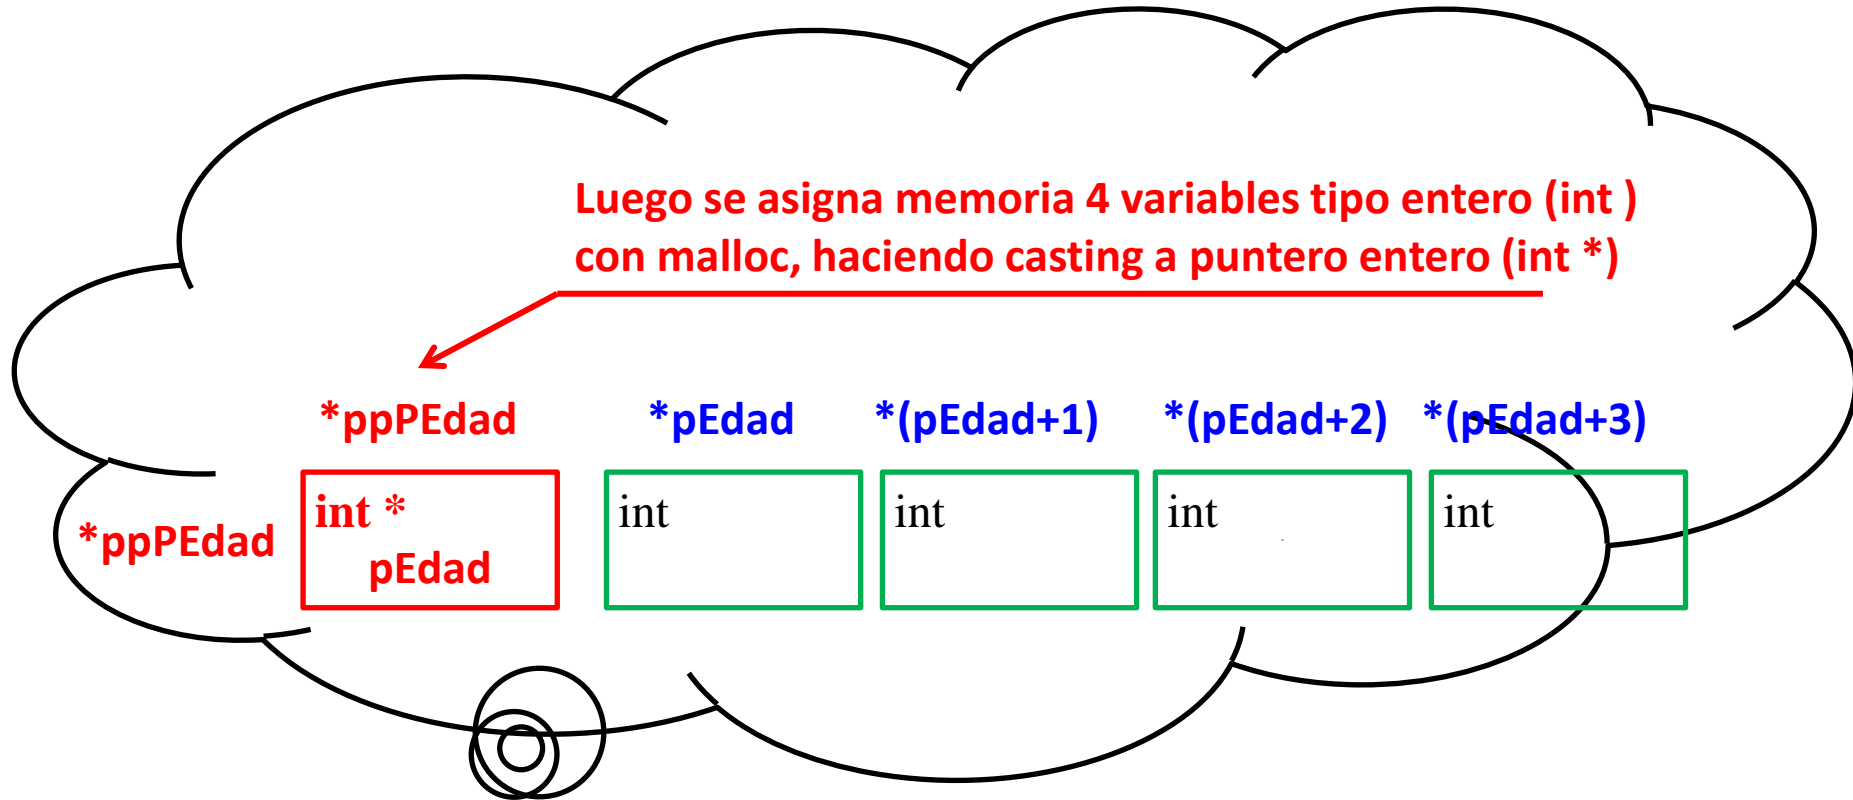 Luego se asigna memoria 4 variables tipo entero (int )
con malloc, haciendo casting a puntero entero (int *)
*ppPEdad *pEdad *(pEdad+1) *(pEdad+2) *(pEdad+3)
*ppPEdad
int *
pEdad
int
int
int
int